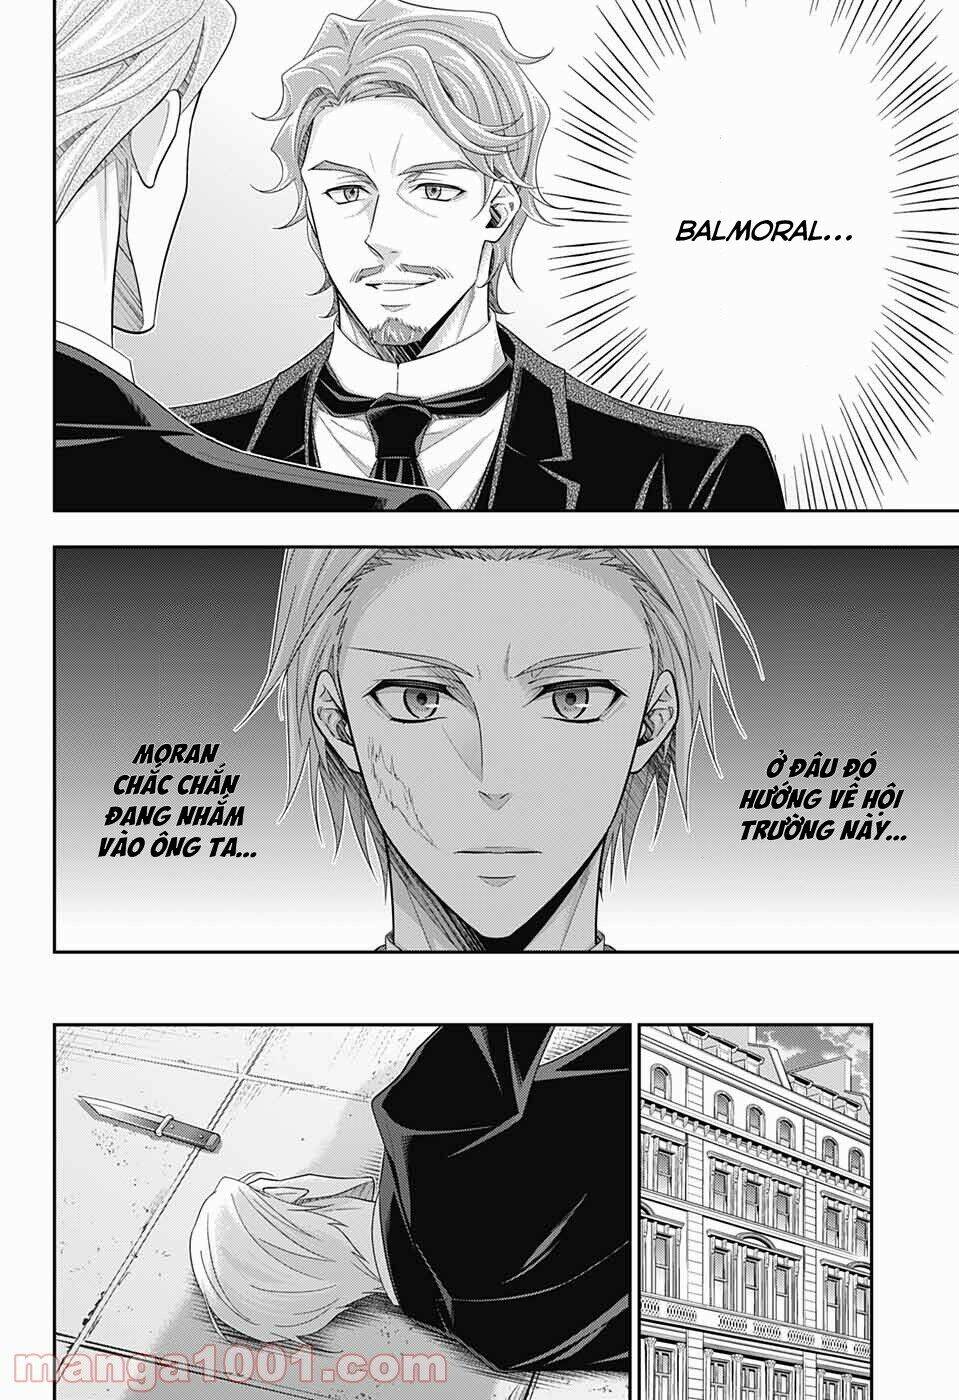 BALMORAL...
Ở ĐÂU ĐÓ
HƯỚNG VỀ HỘI
TRƯỜNG NÀY...
MORAN
CHẮC CHẮN
ĐANG NHẮM
VÀO ÔNG TA...
manga1001.com